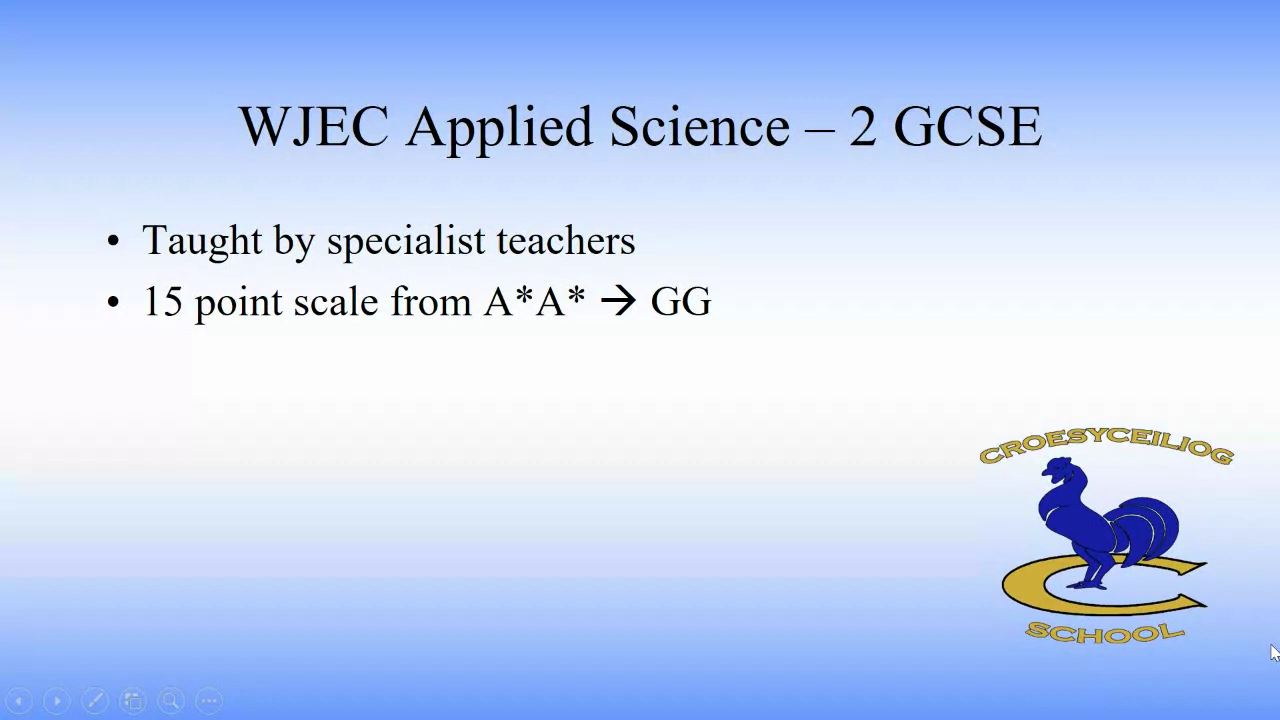 WJEC Applied Science – 2 GCSE
• Taught by specialist teachers
• 15 point scale from A*A* → GG
CROESYCEILIOG
SCHOOL